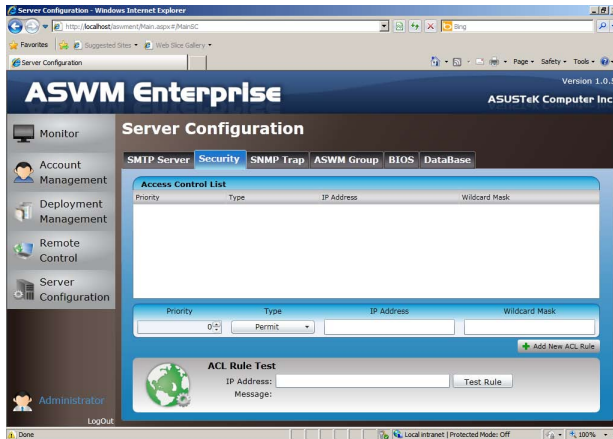 Server Configuration - Windows Internet Explorer
http://localhost/aswment/Main.aspx#/MainSC
Bing
Favorites Suggested Sites Web Slice Gallery
Server Configuration
Page Safety Tools
Version 1.0.
ASWM Enterprise
ASUSTeK Computer Inc
Monitor
Account Management
Deployment Management
Remote Control
Server Configuration
Administrator
LogOut
Server Configuration
SMTP Server Security SNMP Trap ASWM Group BIOS DataBase
Access Control List
Priority Type IP Address Wildcard Mask
Priority Type IP Address Wildcard Mask
0 Permit
Add New ACL Rule
ACL Rule Test
IP Address: Test Rule
Message:
Done Local intranet | Protected Mode: Off 100%